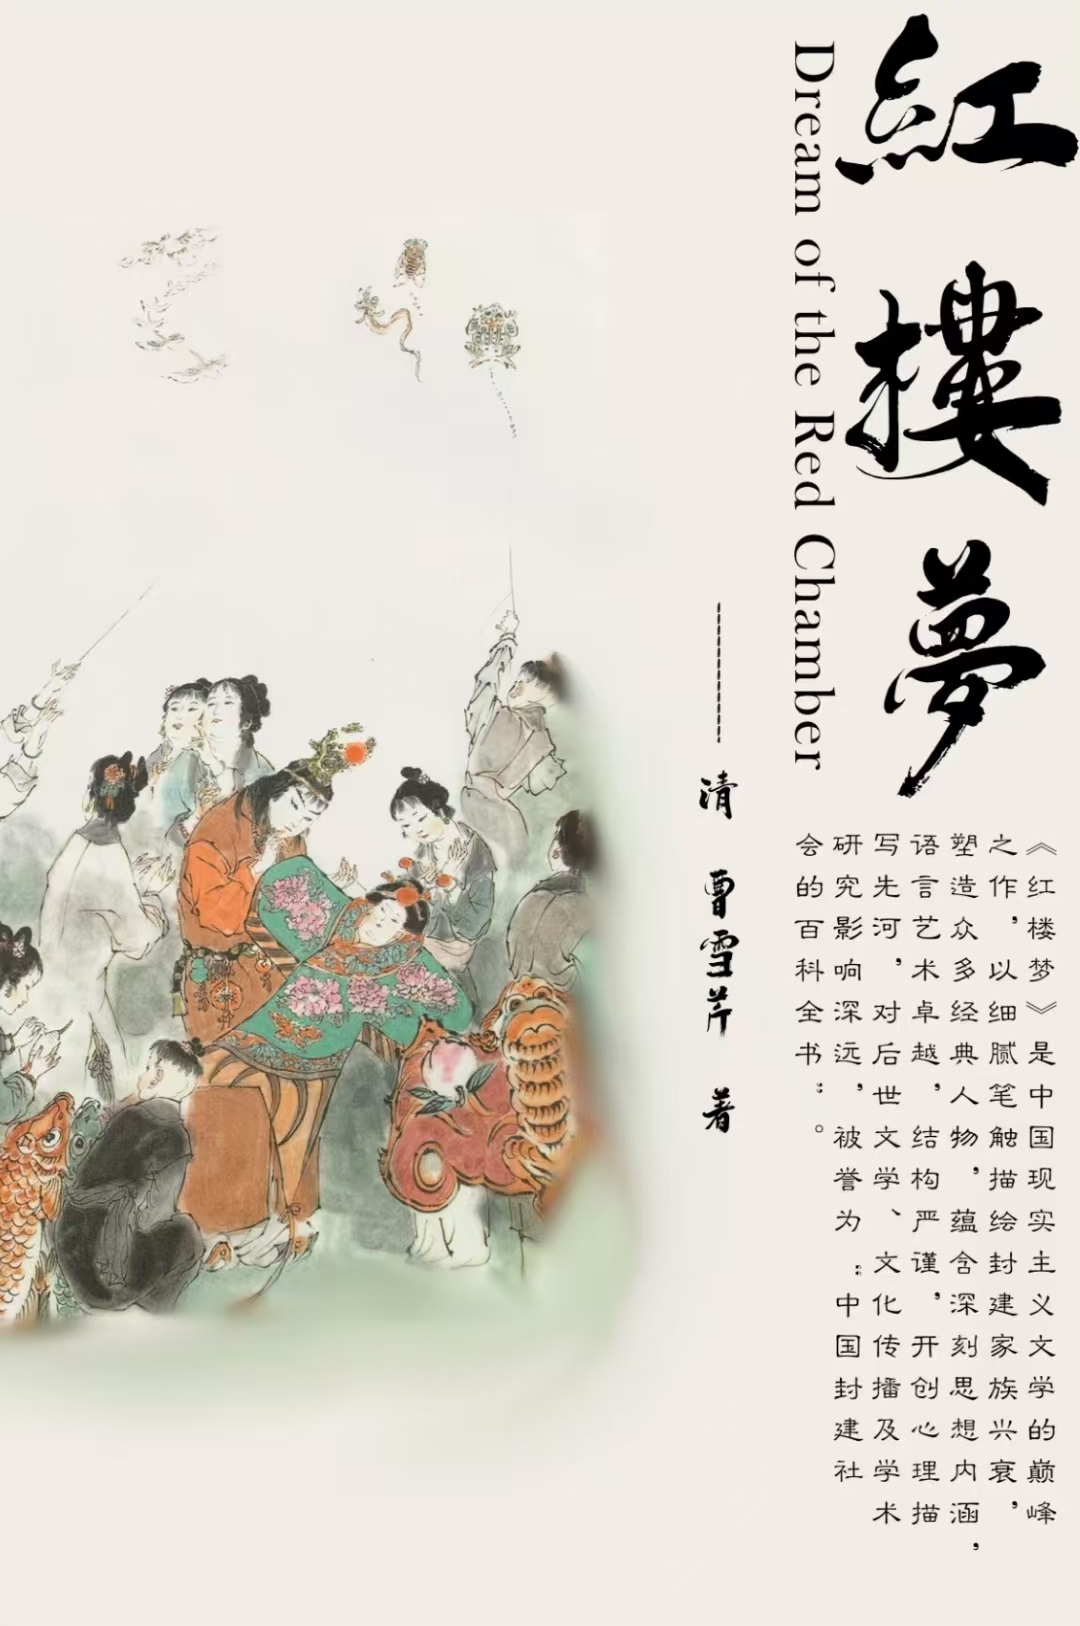 紅樓夢
Dream of the Red Chamber
《红楼梦》是中国现实主义文学的巅峰
之作，以细腻笔触描绘封建家族兴衰，
塑造众多经典人物，蕴含深刻思想内涵，
语言艺术卓越，结构严谨，开创心理描
写先河，对后世文学、文化传播及学术
研究影响深远，被誉为“中国封建社
会的百科全书”。
清 曹雪芹 著